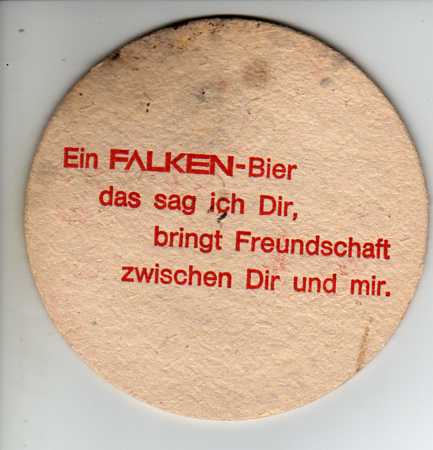 Ein FALKEN-Bier
das sag ich Dir,
bringt Freundschaft
zwischen Dir und mir.